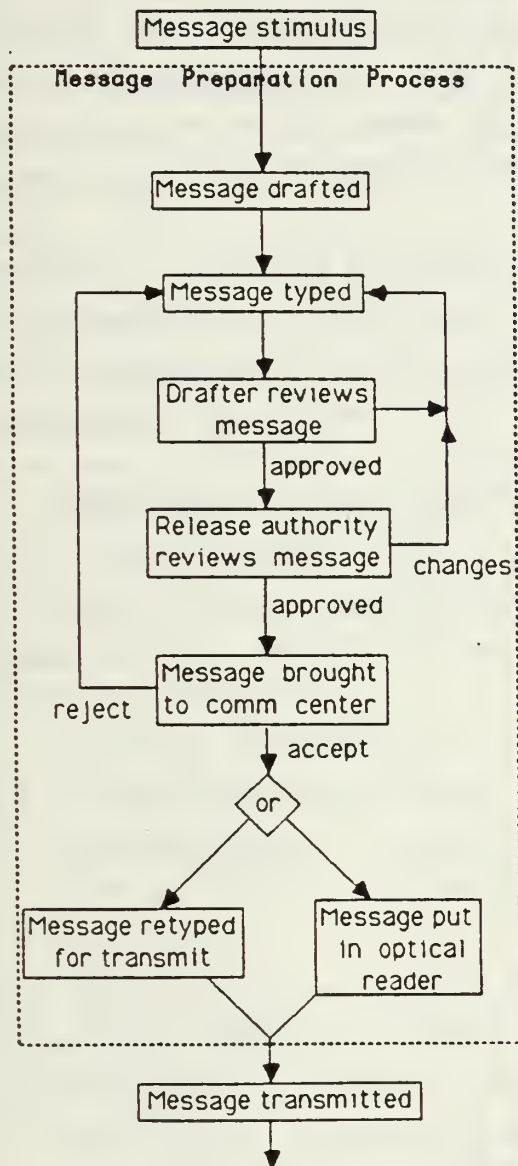 Message stimulus
Message Preparation Process
Message drafted
Message typed
Drafter reviews
message
approved
Release authority
reviews message
changes
approved
Message brought
to comm center
reject
accept
or
Message retyped
for transmit
Message put
in optical
reader
Message transmitted